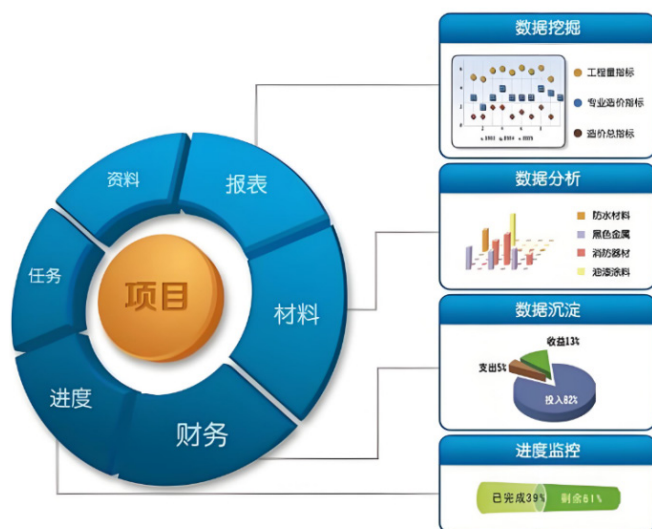 数据挖掘
工程量指标
专业造价指标
造价总指标
资料
报表
任务
项目
材料
进度
财务
数据分析
防水材料
黑色金属
消防器材
油漆涂料
数据沉淀
收益13%
支出5%
投入82%
进度监控
已完成39%
剩余61%